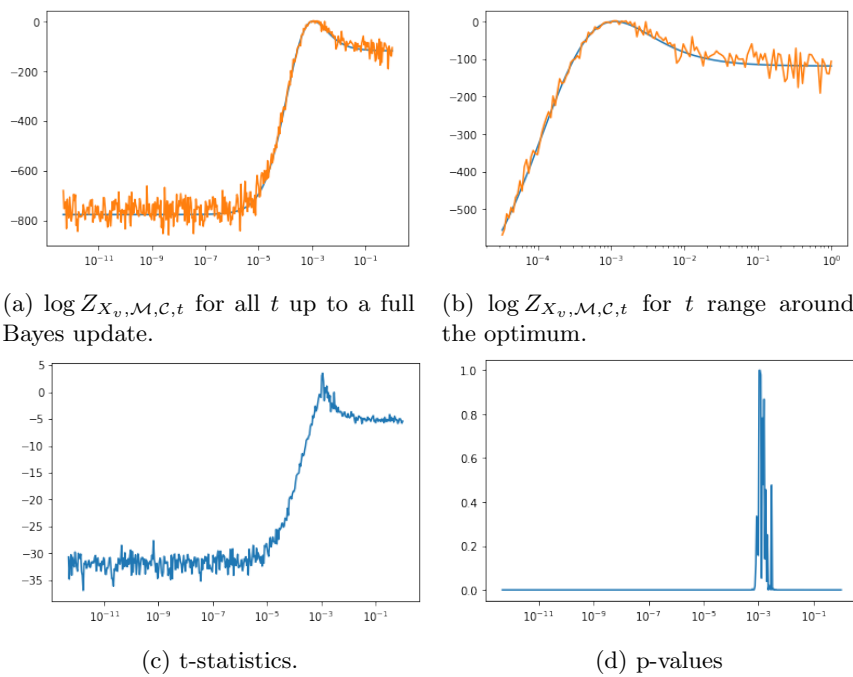 0
−200
−400
−600
−800
10⁻¹¹ 10⁻⁹ 10⁻⁷ 10⁻⁵ 10⁻³ 10⁻¹
0
−100
−200
−300
−400
−500
10⁻⁴ 10⁻³ 10⁻² 10⁻¹ 10⁰
(a) log Z_{X_v,ℳ,𝒞,t} for all t up to a full
Bayes update.
(b) log Z_{X_v,ℳ,𝒞,t} for t range around
the optimum.
5
0
−5
−10
−15
−20
−25
−30
−35
10⁻¹¹ 10⁻⁹ 10⁻⁷ 10⁻⁵ 10⁻³ 10⁻¹
(c) t-statistics.
1.0
0.8
0.6
0.4
0.2
0.0
10⁻¹¹ 10⁻⁹ 10⁻⁷ 10⁻⁵ 10⁻³ 10⁻¹
(d) p-values